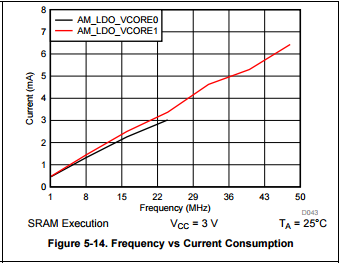 8
AM_LDO_VCORE0
7
AM_LDO_VCORE1
6
5
4
3
2
1
0
Current (mA)
1 8 15 22 29 36 43 50
Frequency (MHz)
D043
SRAM Execution VCC = 3 V TA = 25°C
Figure 5-14. Frequency vs Current Consumption